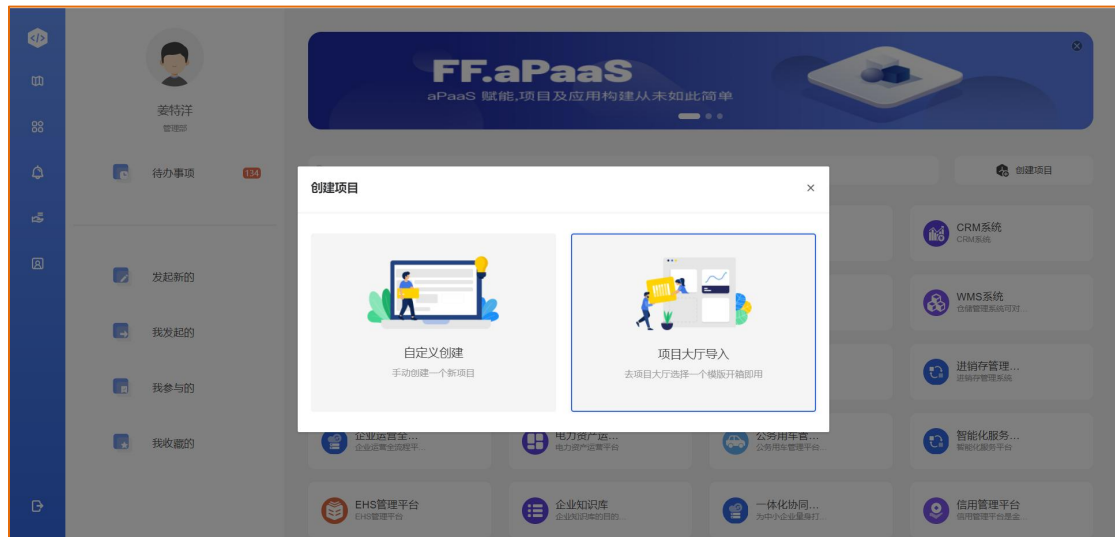 FF.aPaaS
aPaaS 赋能,项目及应用构建从未如此简单
姜特洋
管理部
待办事项
134
创建项目
发起新的
我发起的
我参与的
我收藏的
创建项目
×
自定义创建
手动创建一个新项目
项目大厅导入
去项目大厅选择一个模版开箱即用
CRM系统
CRM系统
WMS系统
仓储管理系统可对...
进销存管理...
进销存管理系统
企业运营全...
企业运营全流程平...
电力资产运...
电力资产运营平台
公务用车管...
公务用车管理平台...
智能化服务...
智能化服务平台
EHS管理平台
EHS管理平台
企业知识库
企业知识库的目的...
一体化协同...
为中小企业量身打...
信用管理平台
信用管理平台是金...